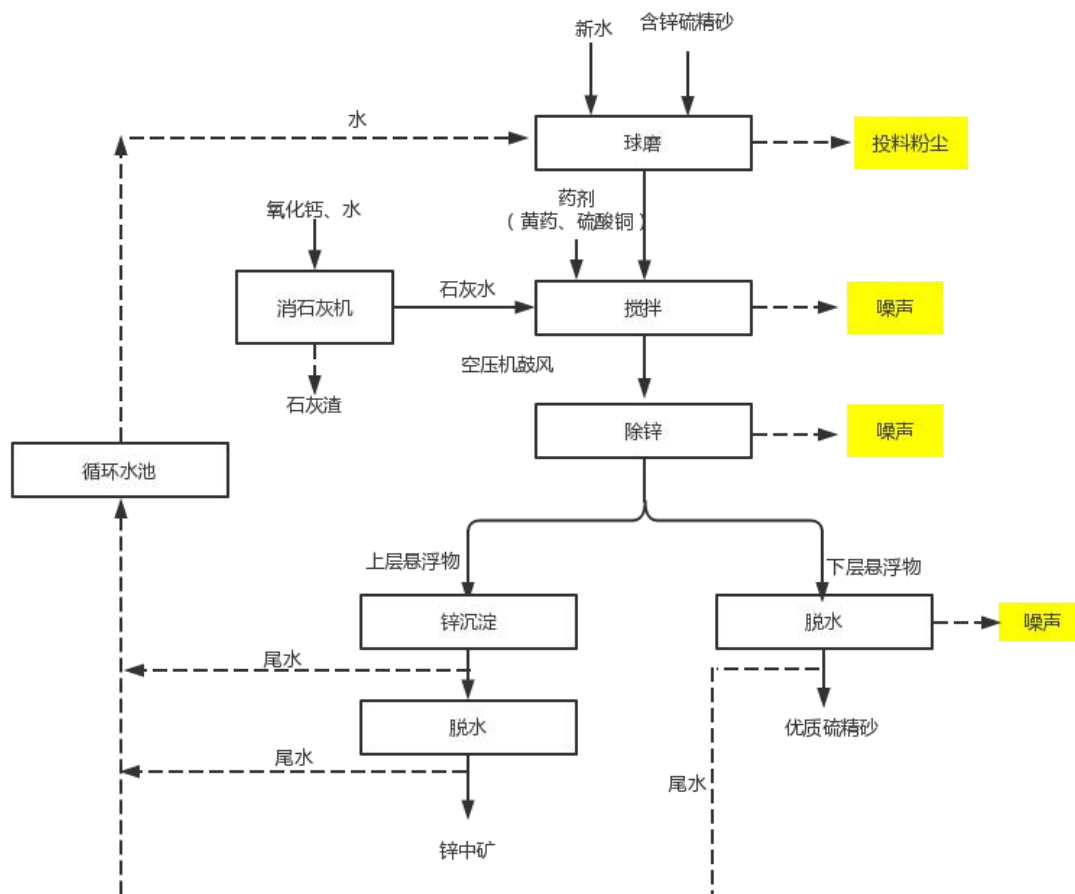 新水
含锌硫精砂
水
球磨
投料粉尘
药剂
（黄药、硫酸铜）
氧化钙、水
消石灰机
石灰水
搅拌
噪声
空压机鼓风
石灰渣
除锌
噪声
循环水池
上层悬浮物
下层悬浮物
锌沉淀
脱水
噪声
尾水
脱水
优质硫精砂
尾水
尾水
锌中矿